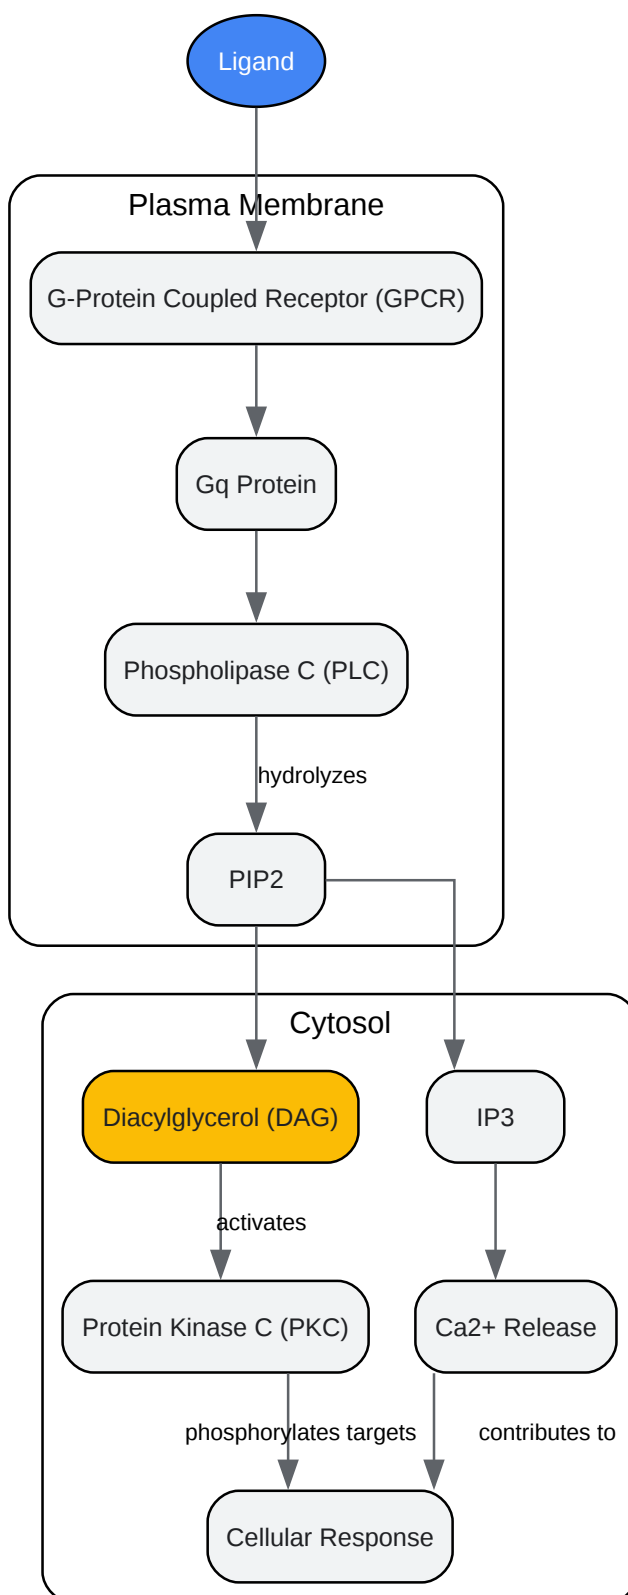 Ligand
Plasma Membrane
G-Protein Coupled Receptor (GPCR)
Gq Protein
Phospholipase C (PLC)
hydrolyzes
PIP2
Cytosol
Diacylglycerol (DAG)
IP3
activates
Protein Kinase C (PKC)
Ca2+ Release
phosphorylates targets
contributes to
Cellular Response